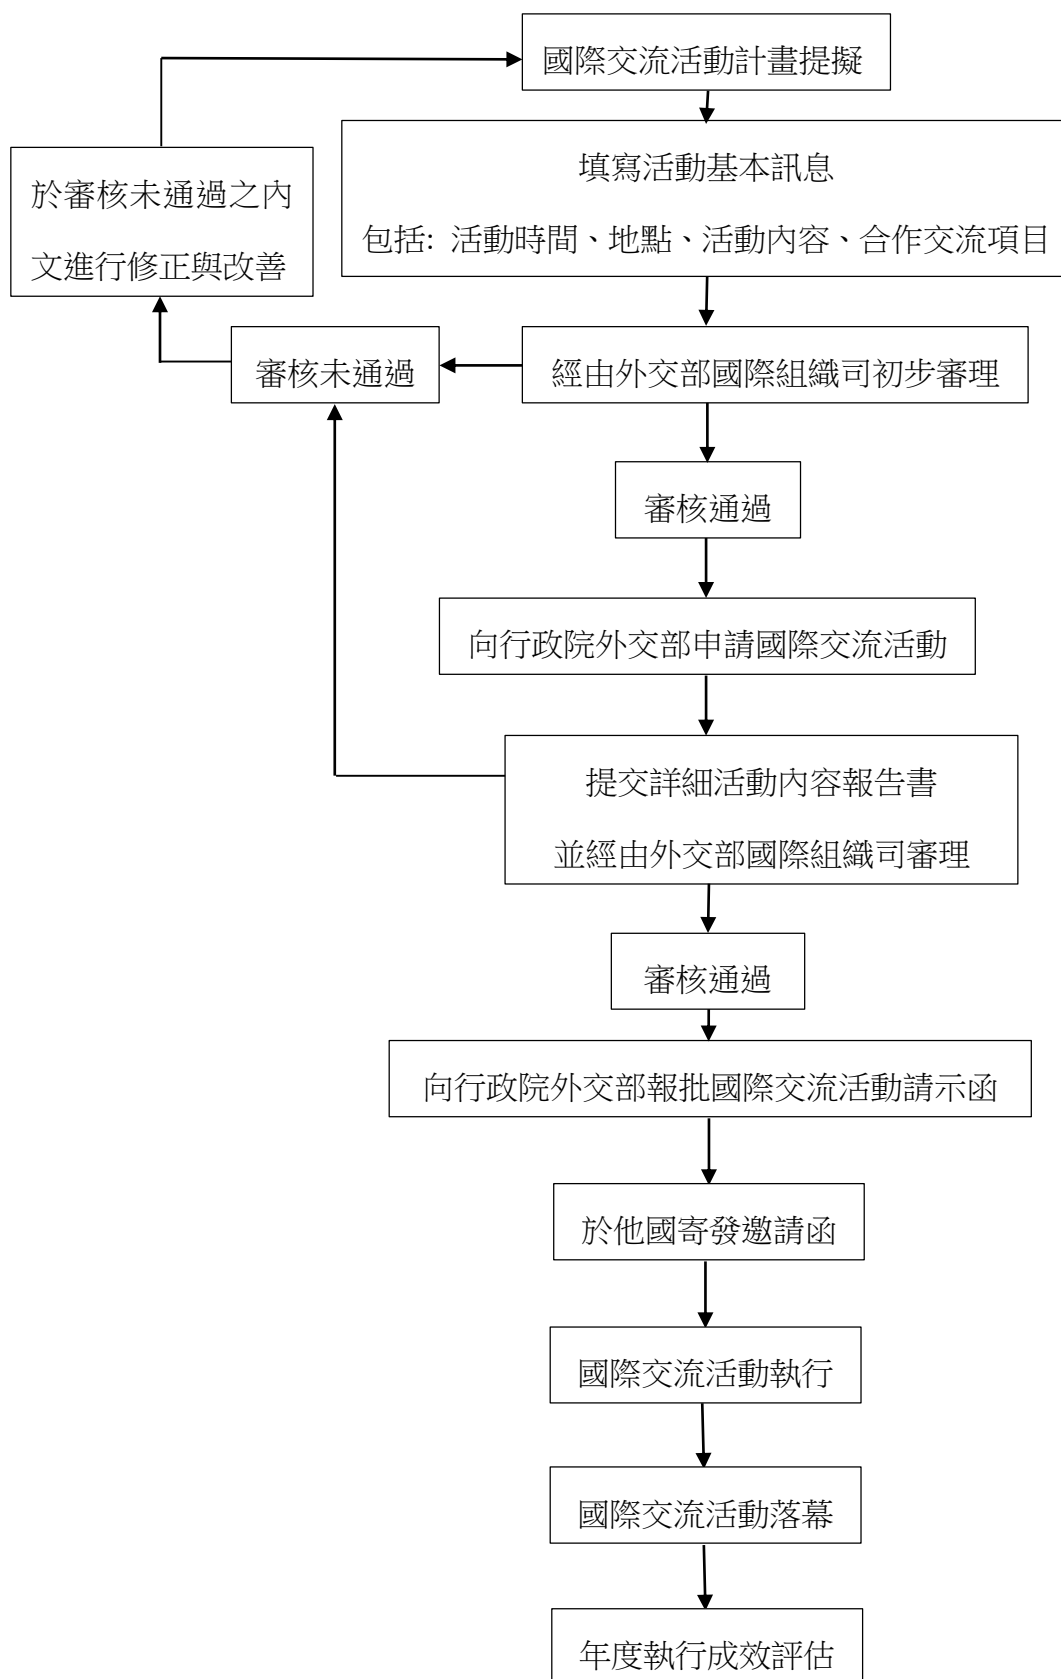 國際交流活動計畫提擬
填寫活動基本訊息
包括: 活動時間、地點、活動內容、合作交流項目
於審核未通過之內
文進行修正與改善
審核未通過
經由外交部國際組織司初步審理
審核通過
向行政院外交部申請國際交流活動
提交詳細活動內容報告書
並經由外交部國際組織司審理
審核通過
向行政院外交部報批國際交流活動請示函
於他國寄發邀請函
國際交流活動執行
國際交流活動落幕
年度執行成效評估